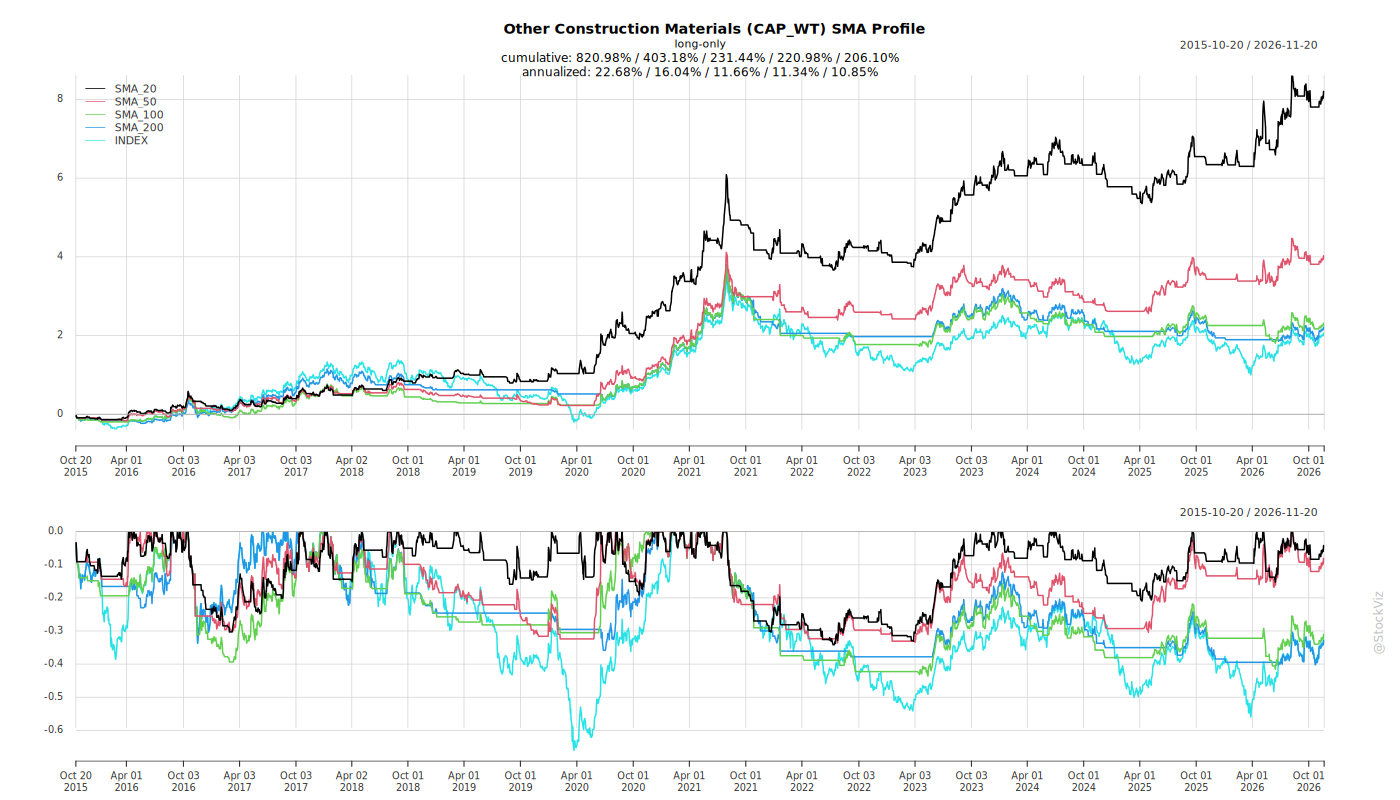 Other Construction Materials (CAP_WT) SMA Profile
long-only
cumulative: 820.98% / 403.18% / 231.44% / 220.98% / 206.10%
annualized: 22.68% / 16.04% / 11.66% / 11.34% / 10.85%
2015-10-20 / 2026-11-20
SMA_20
SMA_50
SMA_100
SMA_200
INDEX
8
6
4
2
0
Oct 20 Apr 01 Oct 03 Apr 03 Oct 03 Apr 02 Oct 01 Apr 01 Oct 01 Apr 01 Oct 01 Apr 01 Oct 01 Apr 01 Oct 03 Apr 03 Oct 03 Apr 01 Oct 01 Apr 01 Oct 01 Apr 01 Oct 01
2015 2016 2016 2017 2017 2018 2018 2019 2019 2020 2020 2021 2021 2022 2022 2023 2023 2024 2024 2025 2025 2026 2026
2015-10-20 / 2026-11-20
0.0
-0.1
-0.2
-0.3
-0.4
-0.5
-0.6
Oct 20 Apr 01 Oct 03 Apr 03 Oct 03 Apr 02 Oct 01 Apr 01 Oct 01 Apr 01 Oct 01 Apr 01 Oct 01 Apr 01 Oct 03 Apr 03 Oct 03 Apr 01 Oct 01 Apr 01 Oct 01 Apr 01 Oct 01
2015 2016 2016 2017 2017 2018 2018 2019 2019 2020 2020 2021 2021 2022 2022 2023 2023 2024 2024 2025 2025 2026 2026
@StockViz